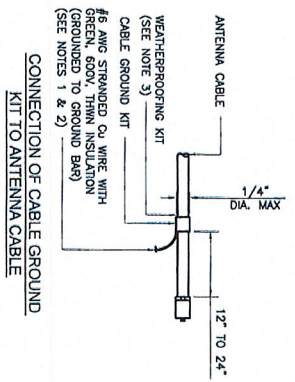 ANTENNA CABLE
WEATHERPROOFING KIT
(SEE NOTE 3)
CABLE GROUND KIT
#6 AWG STRANDED Cu WIRE WITH
GREEN, 600V, THWN INSULATION
(GROUNDED TO GROUND BAR)
(SEE NOTES 1 & 2)
1/4"
DIA. MAX
12" TO 24"
CONNECTION OF CABLE GROUND
KIT TO ANTENNA CABLE